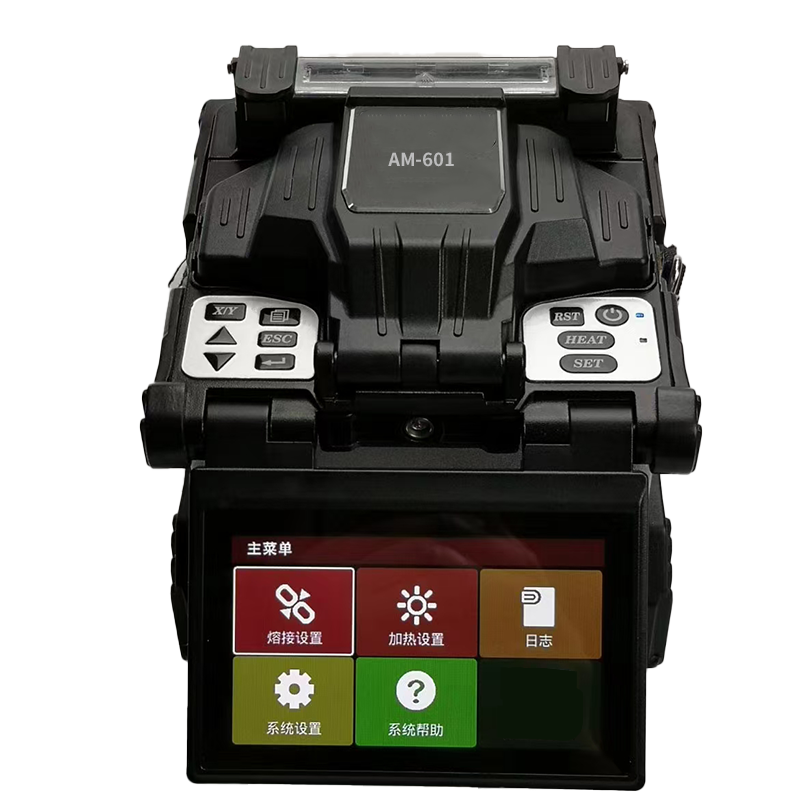 AM-601
X/Y
ESC
RST
HEAT
SET
主菜单
熔接设置
加热设置
日志
系统设置
系统帮助